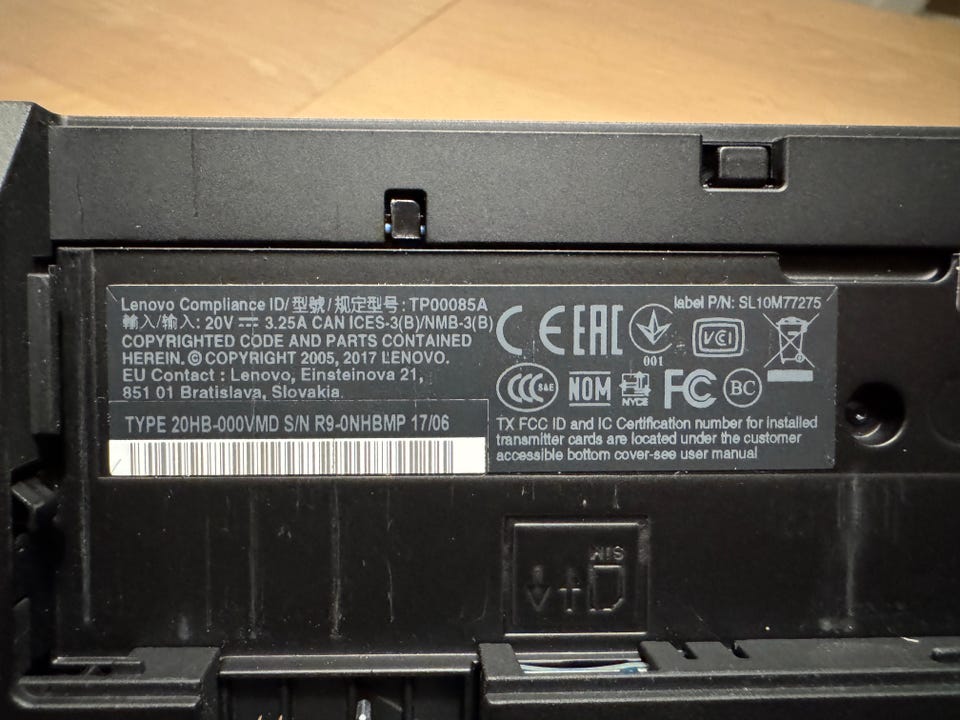 Lenovo Compliance ID/型號/规定型号: TP00085A
輸入/输入: 20V ⎓ 3.25A CAN ICES-3(B)/NMB-3(B)
COPYRIGHTED CODE AND PARTS CONTAINED
HEREIN. © COPYRIGHT 2005, 2017 LENOVO.
EU Contact : Lenovo, Einsteinova 21,
851 01 Bratislava, Slovakia
TYPE 20HB-000VMD S/N R9-0NHBMP 17/06
label P/N: SL10M77275
CE EAC
001
VCI
CCC S&E
NOM
NYCE
FC
BC
TX FCC ID and IC Certification number for installed
transmitter cards are located under the customer
accessible bottom cover-see user manual
SIM